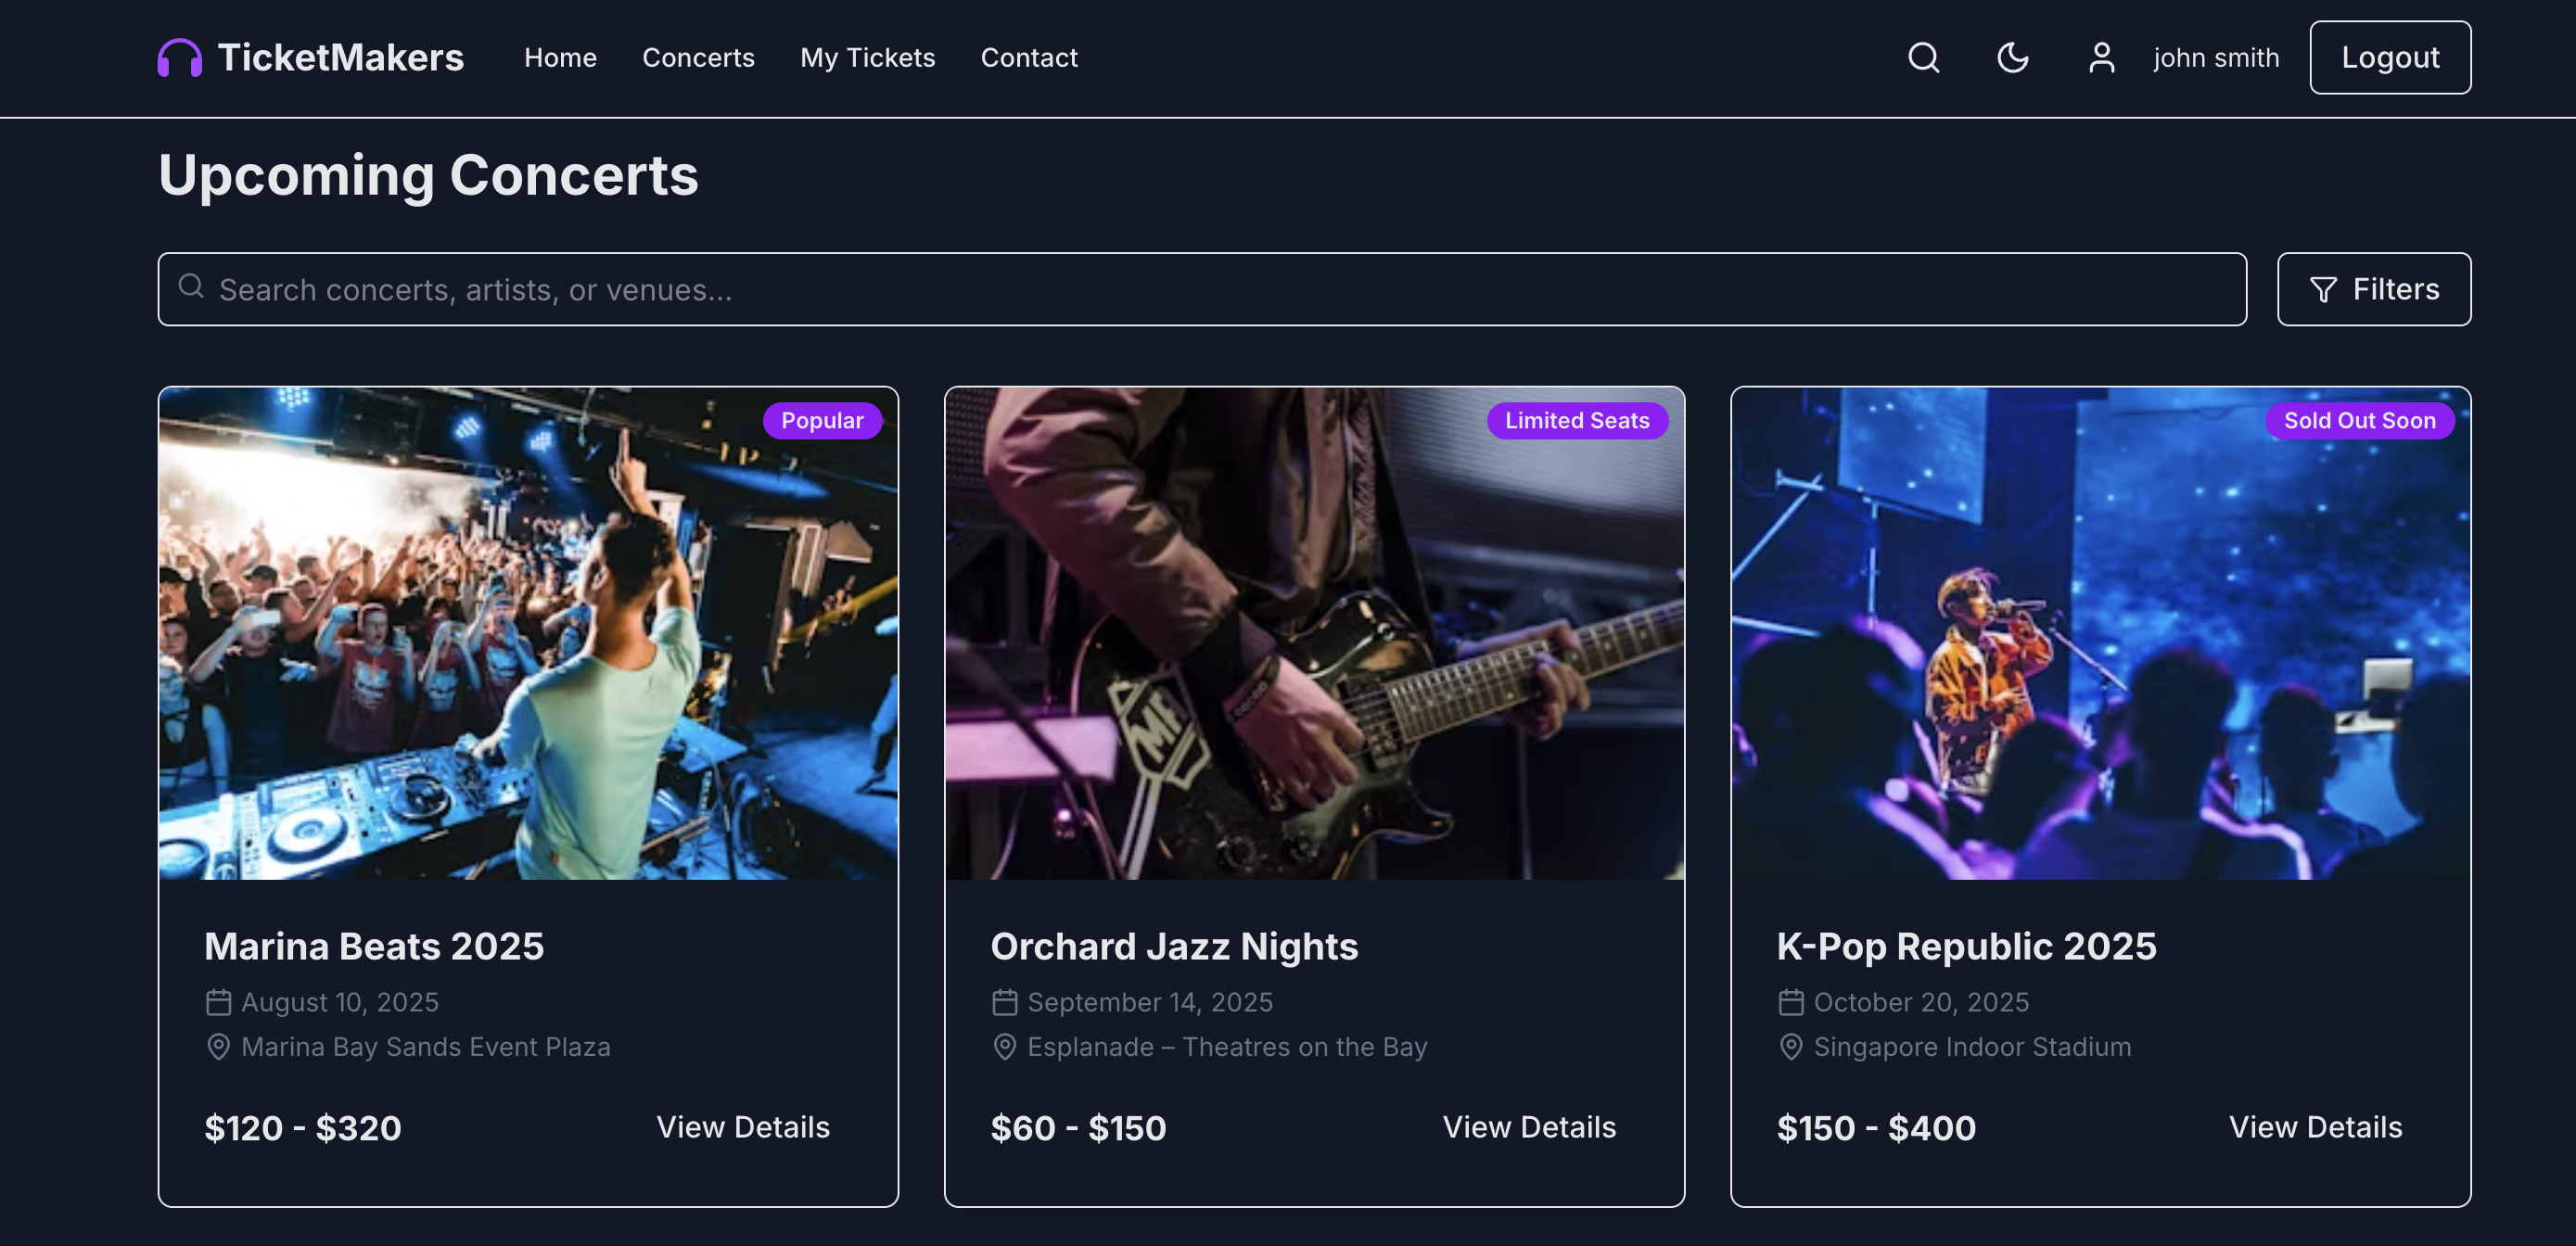 TicketMakers Home Concerts My Tickets Contact john smith Logout
Upcoming Concerts
Search concerts, artists, or venues... Filters
Popular
Limited Seats
Sold Out Soon
MF
Marina Beats 2025
August 10, 2025
Marina Bay Sands Event Plaza
$120 - $320 View Details
Orchard Jazz Nights
September 14, 2025
Esplanade – Theatres on the Bay
$60 - $150 View Details
K-Pop Republic 2025
October 20, 2025
Singapore Indoor Stadium
$150 - $400 View Details